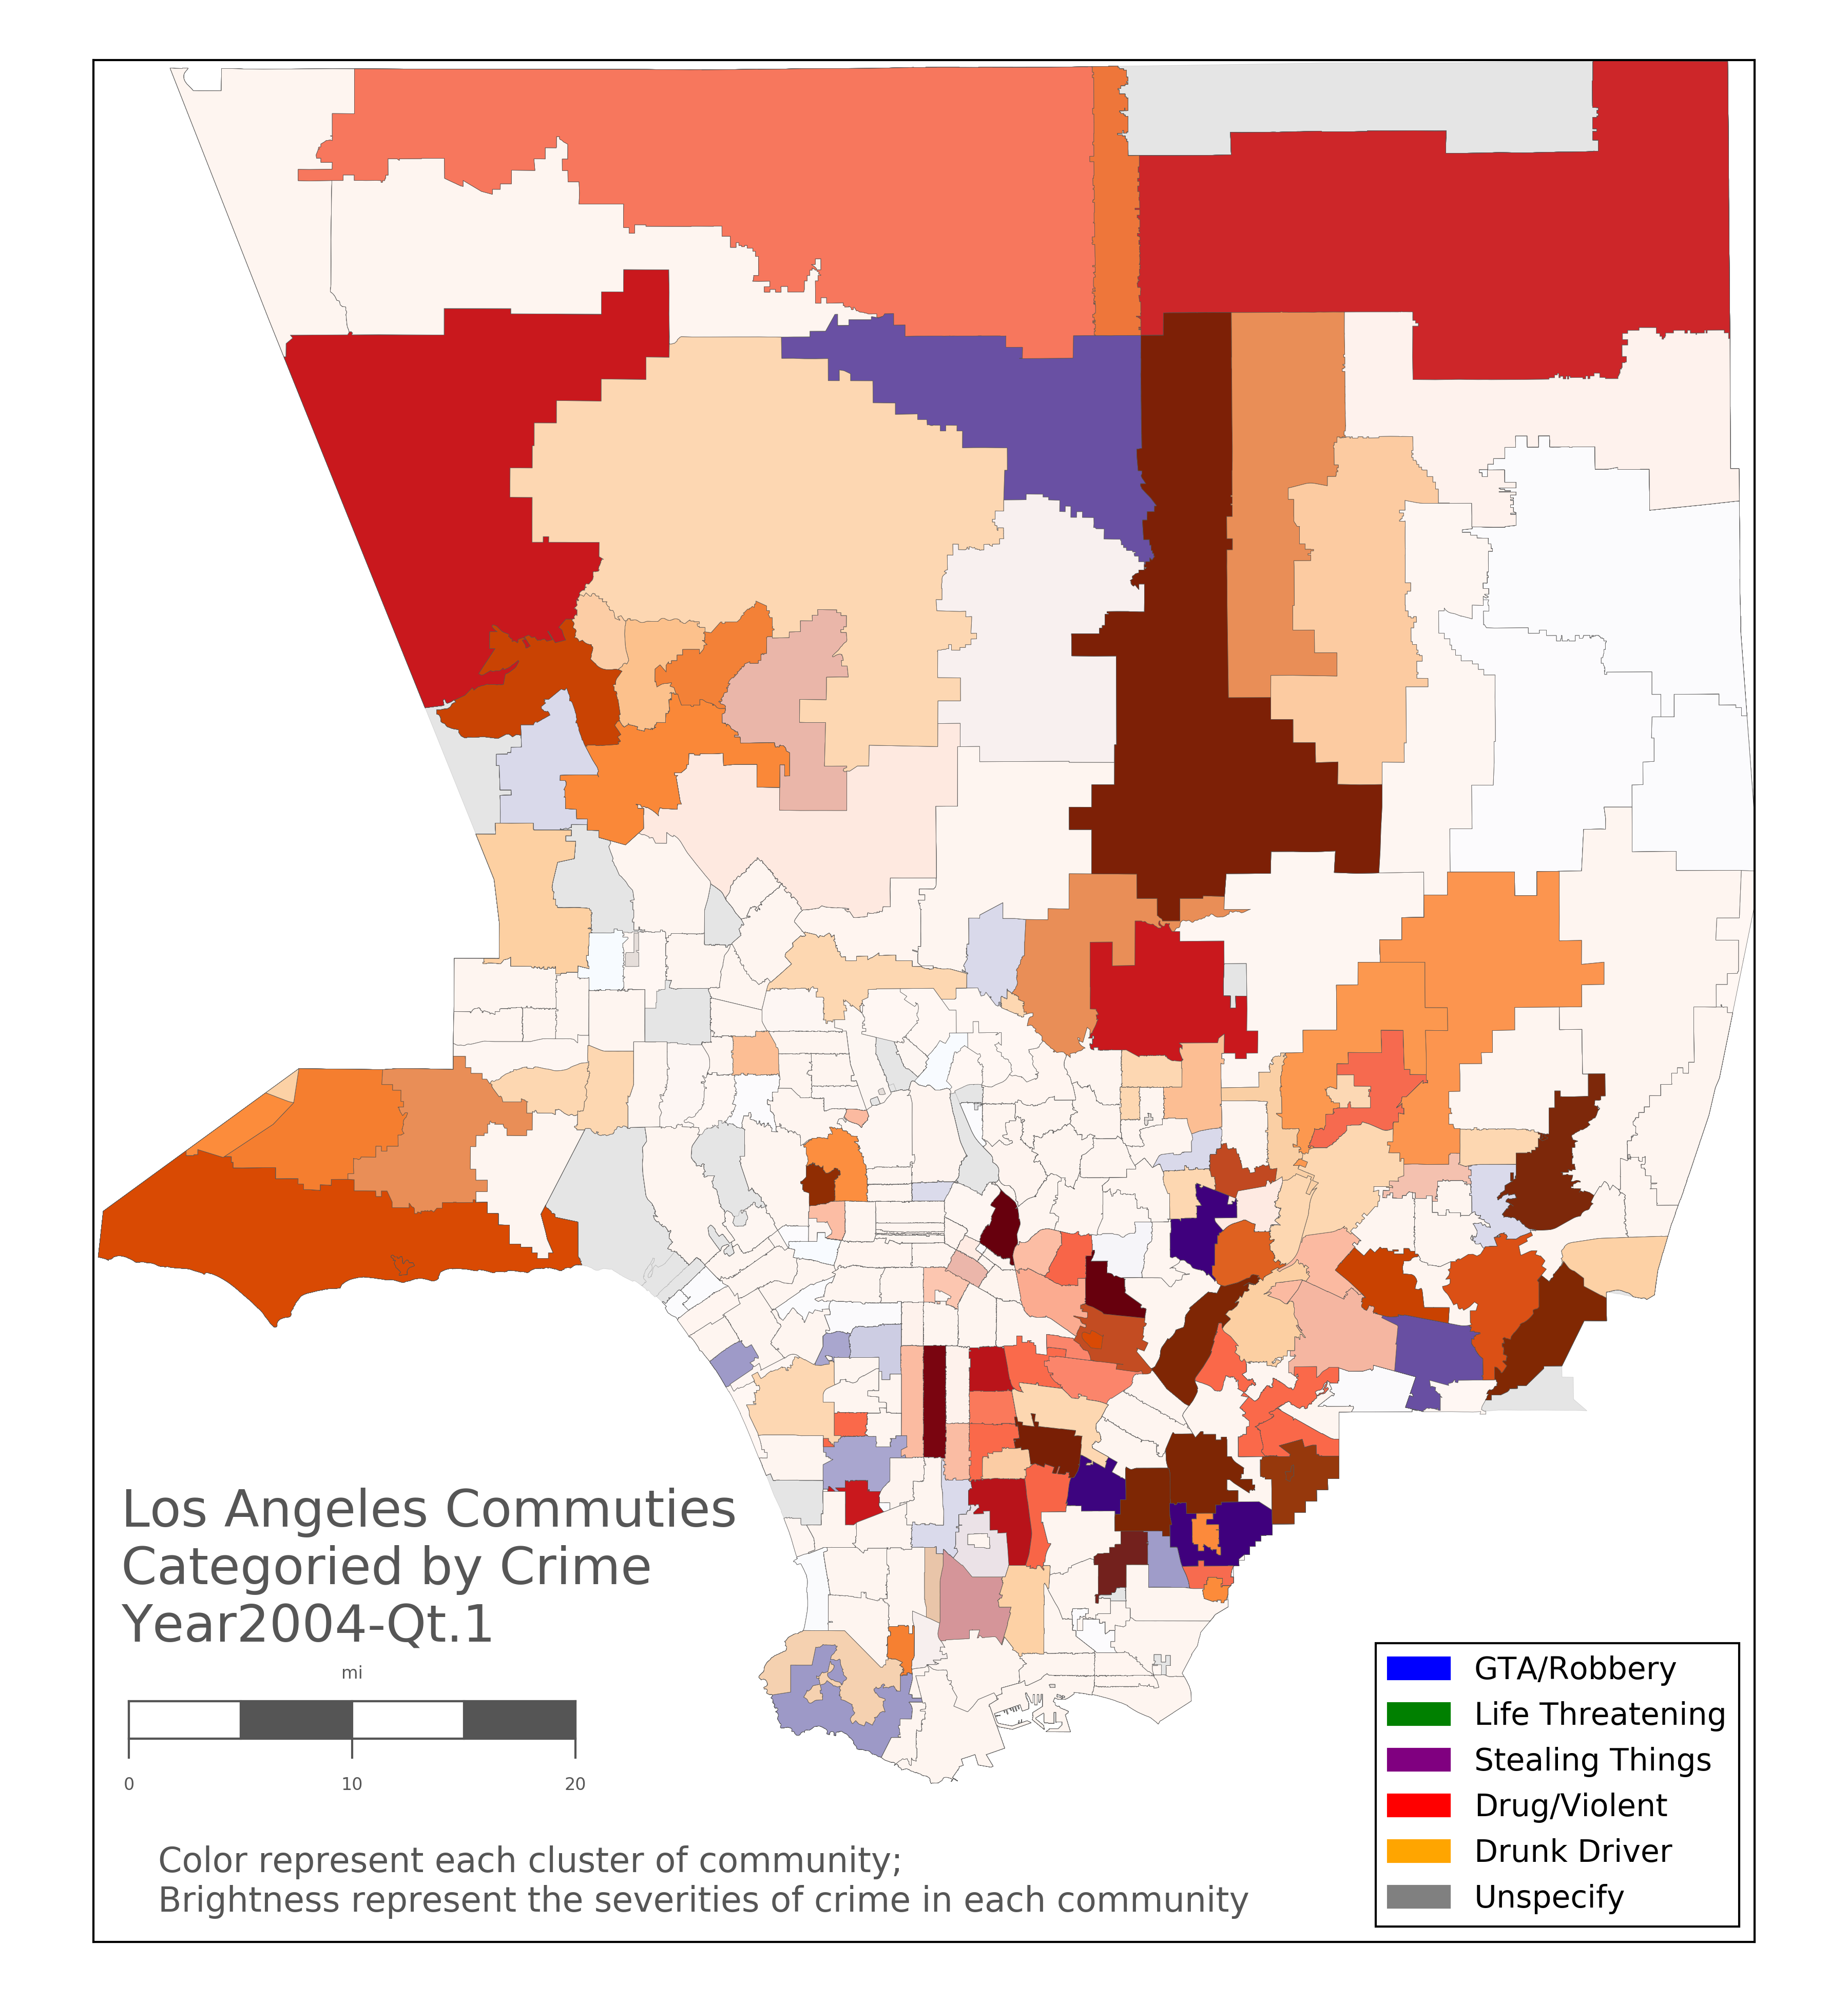 Los Angeles Commuties
Categoried by Crime
Year2004-Qt.1
mi
0 10 20
Color represent each cluster of community;
Brightness represent the severities of crime in each community
GTA/Robbery
Life Threatening
Stealing Things
Drug/Violent
Drunk Driver
Unspecify